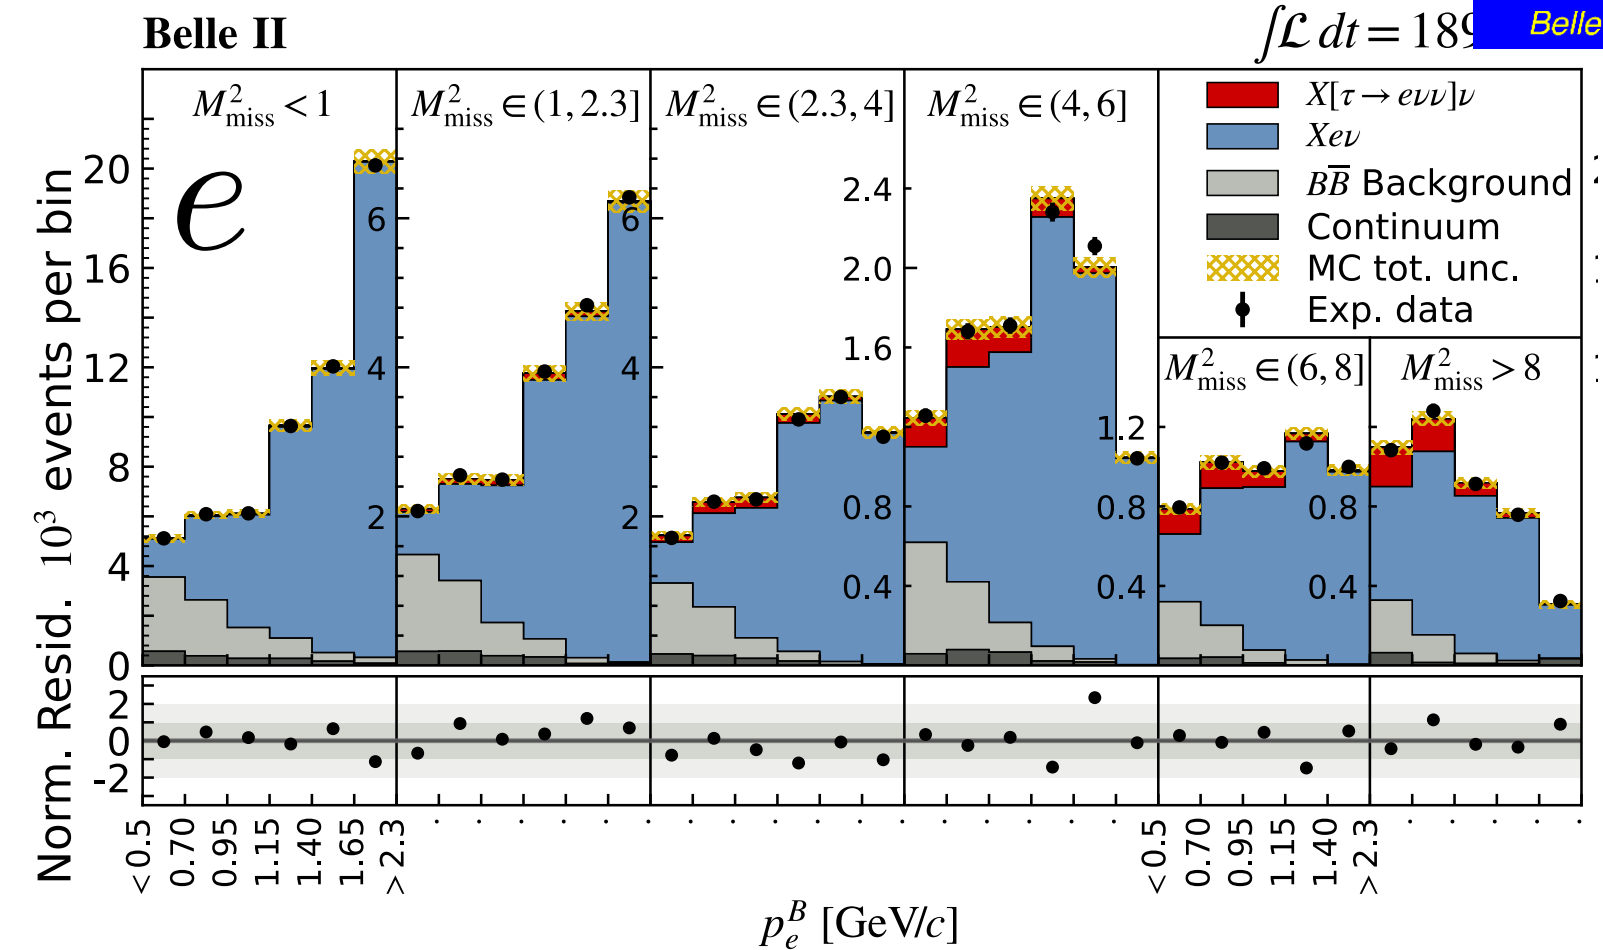 Belle II
∫ℒ dt = 189
Belle
M²miss < 1
M²miss ∈ (1, 2.3]
M²miss ∈ (2.3, 4]
M²miss ∈ (4, 6]
X[τ → eνν]ν
Xeν
BB̅ Background
Continuum
MC tot. unc.
Exp. data
e
M²miss ∈ (6, 8]
M²miss > 8
10³ events per bin
20
16
12
8
4
0
6
4
2
6
4
2
2.4
2.0
1.6
1.2
0.8
0.4
0.8
0.4
Norm. Resid.
2
0
-2
< 0.5
0.70
0.95
1.15
1.40
1.65
> 2.3
< 0.5
0.70
0.95
1.15
1.40
> 2.3
pᴮₑ [GeV/c]